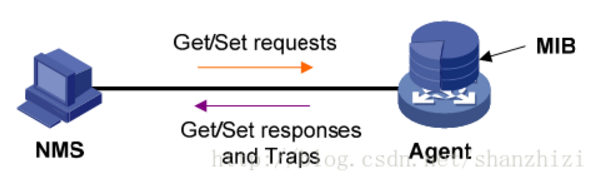 Get/Set requests
MIB
Get/Set responses
and Traps
NMS
Agent
http://blog.csdn.net/shanzhizi